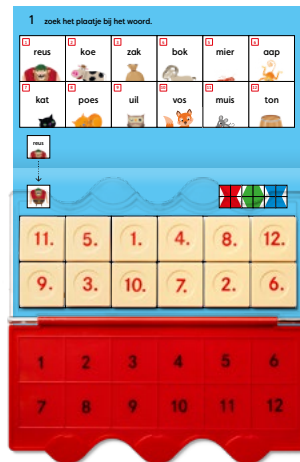 1 zoek het plaatje bij het woord.
1 2 3 4 5 6
reus koe zak bok mier aap
7 8 9 10 11 12
kat poes uil vos muis ton
reus
11. 5. 1. 4. 8. 12.
9. 3. 10. 7. 2. 6.
1 2 3 4 5 6
7 8 9 10 11 12